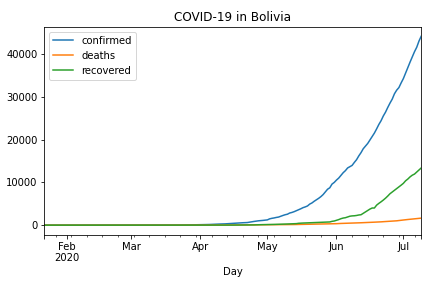 COVID-19 in Bolivia
confirmed
deaths
recovered
40000
30000
20000
10000
0
Feb Mar Apr May Jun Jul
2020
Day